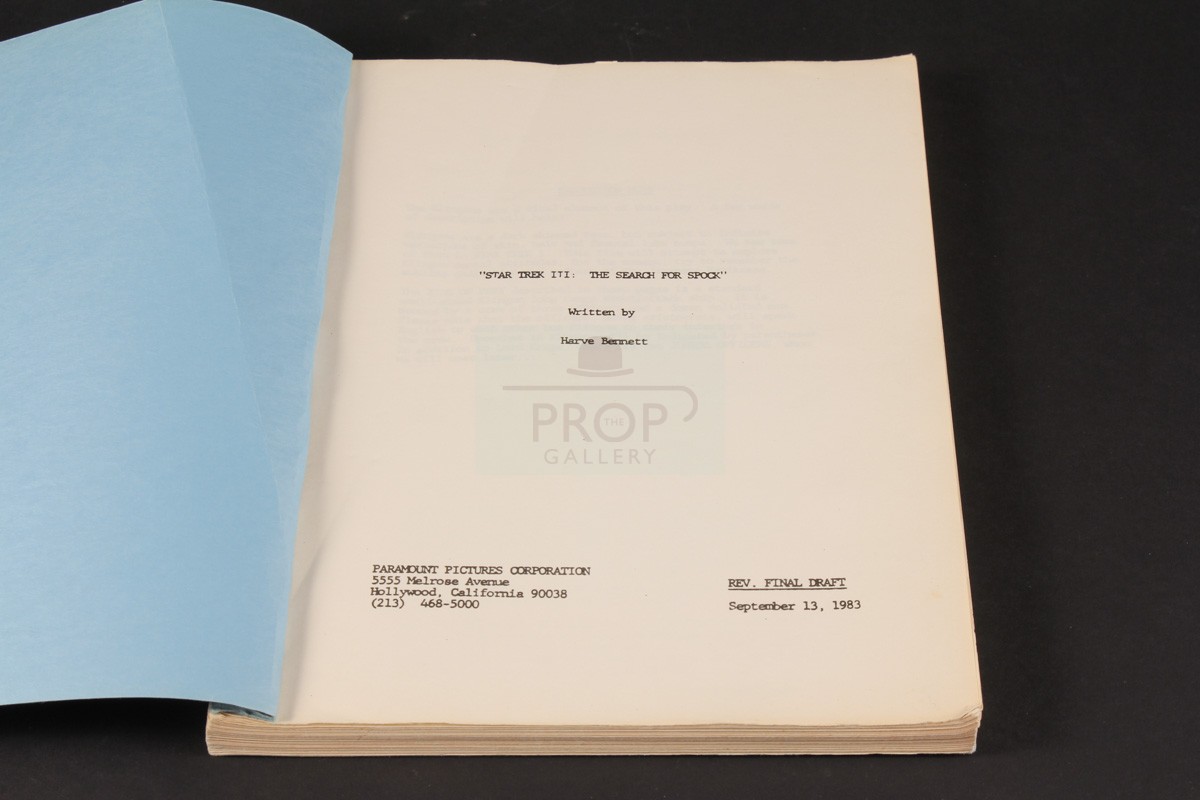 "STAR TREK III: THE SEARCH FOR SPOCK"
Written by
Harve Bennett
THE
PROP
GALLERY
PARAMOUNT PICTURES CORPORATION
5555 Melrose Avenue
Hollywood, California 90038
(213) 468-5000
REV. FINAL DRAFT
September 13, 1983